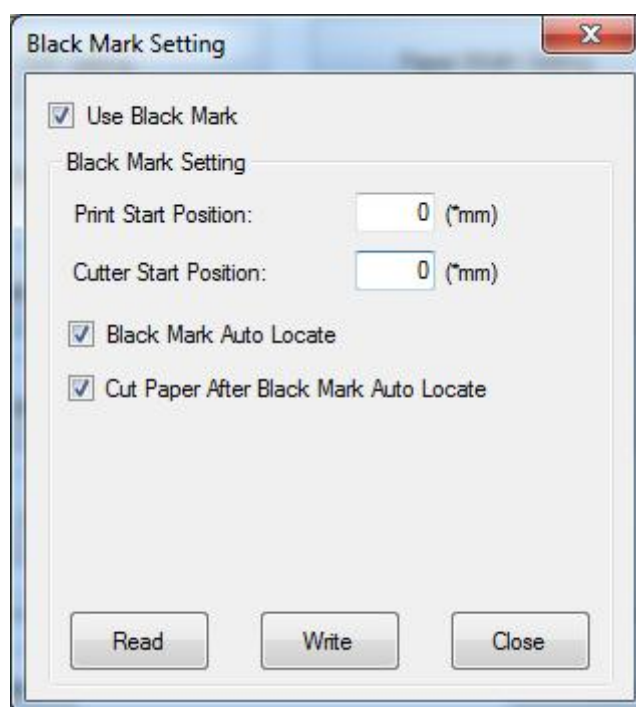 Black Mark Setting
Use Black Mark
Black Mark Setting
Print Start Position: 0 (*mm)
Cutter Start Position: 0 (*mm)
Black Mark Auto Locate
Cut Paper After Black Mark Auto Locate
Read Write Close